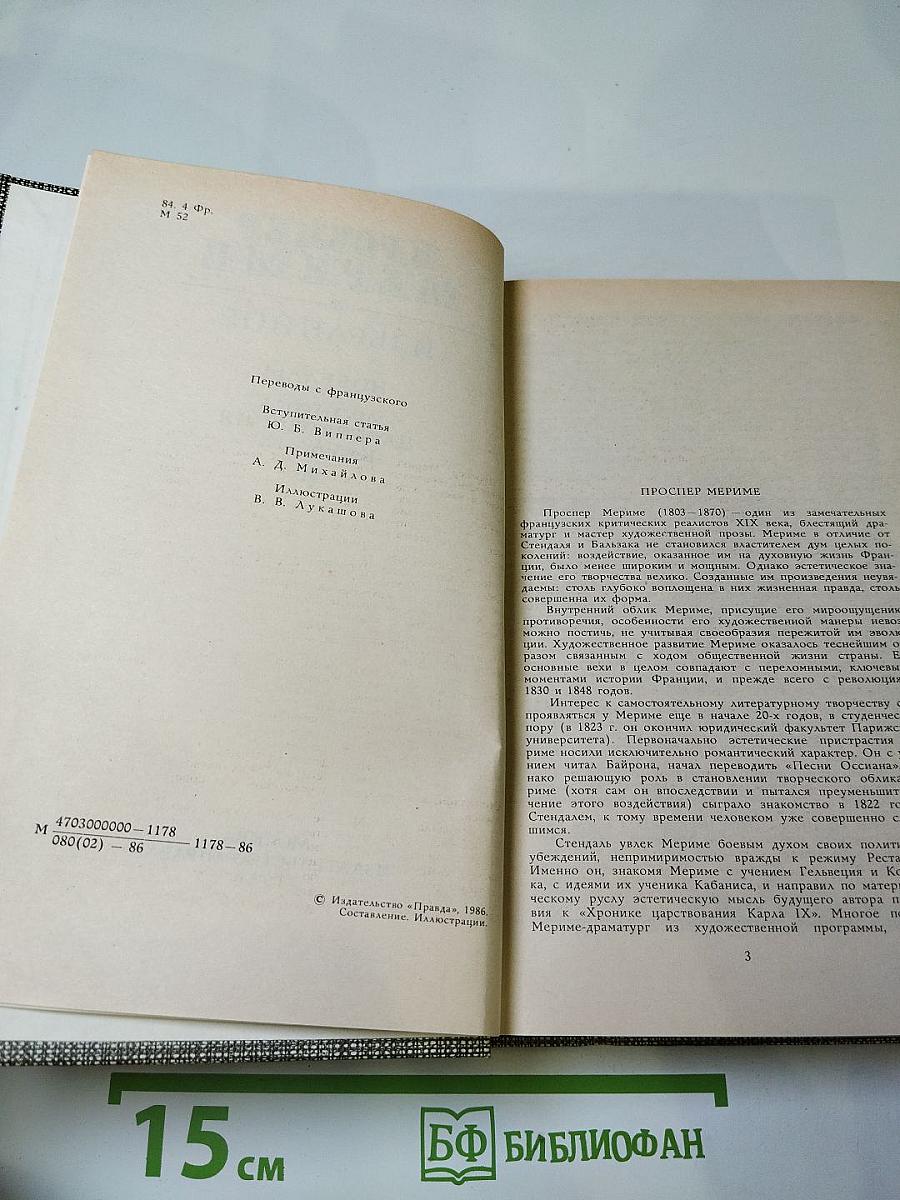 84. 4 Фр.
М 52
Переводы с французского
Вступительная статья
Ю. Б. Виппера
Примечания
А. Д. Михайлова
Иллюстрации
В. В. Лукашова
М 4703000000—1178
080(02) — 86
1178—86
© Издательство «Правда», 1986.
Составление. Иллюстрации.
ПРОСПЕР МЕРИМЕ
Проспер Мериме (1803—1870) — один из замечательных
французских критических реалистов XIX века, блестящий дра-
матург и мастер художественной прозы. Мериме в отличие от
Стендаля и Бальзака не становился властителем дум целых по-
колений: воздействие, оказанное им на духовную жизнь Фран-
ции, было менее широким и мощным. Однако эстетическое зна-
чение его творчества велико. Созданные им произведения неувя-
даемы: столь глубоко воплощена в них жизненная правда, столь
совершенна их форма.
Внутренний облик Мериме, присущие его мироощущению
противоречия, особенности его художественной манеры невоз
можно постичь, не учитывая своеобразия пережитой им эволю
ции. Художественное развитие Мериме оказалось теснейшим о
разом связанным с ходом общественной жизни страны. Е
основные вехи в целом совпадают с переломными, ключевы
моментами истории Франции, и прежде всего с революция
1830 и 1848 годов.
Интерес к самостоятельному литературному творчеству с
проявляться у Мериме еще в начале 20-х годов, в студенчес
пору (в 1823 г. он окончил юридический факультет Парижс
университета). Первоначально эстетические пристрастия
риме носили исключительно романтический характер. Он с у
нием читал Байрона, начал переводить «Песни Оссиана»
нако решающую роль в становлении творческого облика
риме (хотя сам он впоследствии и пытался преуменьшит
чение этого воздействия) сыграло знакомство в 1822 го
Стендалем, к тому времени человеком уже совершенно с
шимся.
Стендаль увлек Мериме боевым духом своих полити
убеждений, непримиримостью вражды к режиму Реста
Именно он, знакомя Мериме с учением Гельвеция и Ко
ка, с идеями их ученика Кабаниса, и направил по матери
ческому руслу эстетическую мысль будущего автора п
вия к «Хронике царствования Карла IX». Многое по
Мериме-драматург из художественной программы,
3
15 см
БФ БИБЛИОФАН